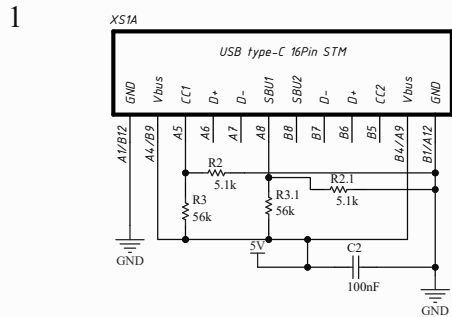 1
XS1A
USB type-C 16Pin STM
GND
Vbus
CC1
D+
D-
SBU1
SBU2
D-
D+
CC2
Vbus
GND
A1/B12
A4/B9
A5
A6
A7
A8
B8
B7
B6
B5
B4/A9
B1/A12
R2
5.1k
R2.1
5.1k
R3
56k
R3.1
56k
5V
C2
100nF
GND
GND